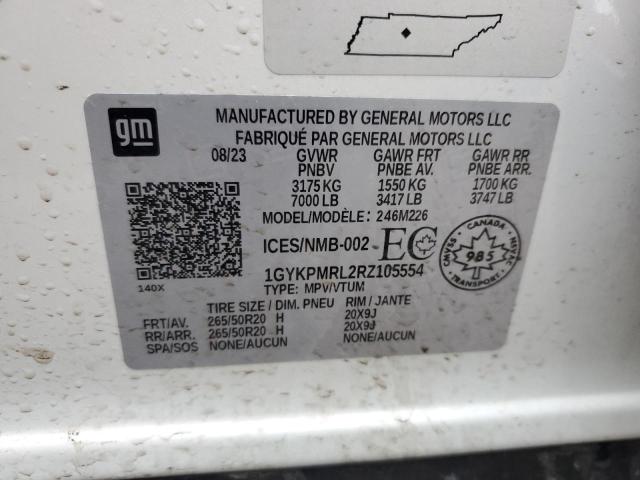 gm
MANUFACTURED BY GENERAL MOTORS LLC
FABRIQUÉ PAR GENERAL MOTORS LLC
08/23 GVWR GAWR FRT GAWR RR
PNBV PNBE AV. PNBE ARR.
3175 KG 1550 KG 1700 KG
7000 LB 3417 LB 3747 LB
MODEL/MODÈLE: 246M226
ICES/NMB-002 EC
CANADA
985
CMVSS NSVAC
TRANSPORT
140X
1GYKPMRL2RZ105554
TYPE: MPV/VTUM
TIRE SIZE / DIM. PNEU RIM / JANTE
FRT/AV. 265/50R20 H 20X9J
RR/ARR. 265/50R20 H 20X9J
SPA/SOS NONE/AUCUN NONE/AUCUN